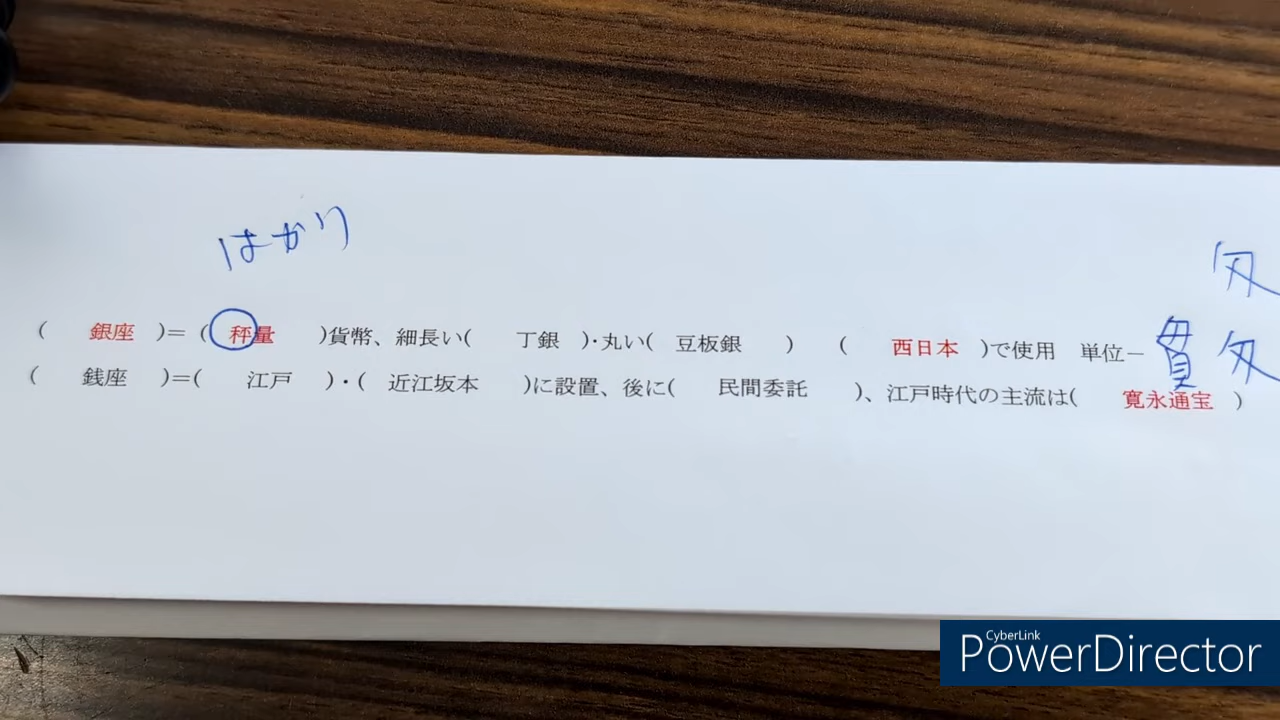 はかり
匁
(　銀座　)＝(　秤量　)貨幣、細長い(　丁銀　)・丸い(　豆板銀　)　(　西日本　)で使用　単位－貫匁
(　銭座　)＝(　江戸　)・(　近江坂本　)に設置、後に(　民間委託　)、江戸時代の主流は(　寛永通宝　)
CyberLink
PowerDirector